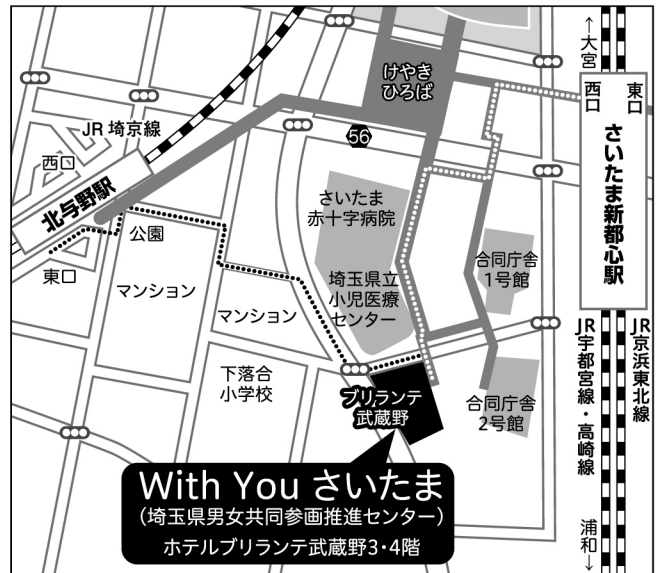 ←大宮
西口
東口
さいたま新都心駅
けやき
ひろば
56
JR 埼京線
西口
北与野駅
東口
公園
マンション
マンション
さいたま
赤十字病院
埼玉県立
小児医療
センター
合同庁舎
1号館
合同庁舎
2号館
下落合
小学校
ブリランテ
武蔵野
JR京浜東北線
JR宇都宮線・高崎線
浦和→
With You さいたま
（埼玉県男女共同参画推進センター）
ホテルブリランテ武蔵野3・4階